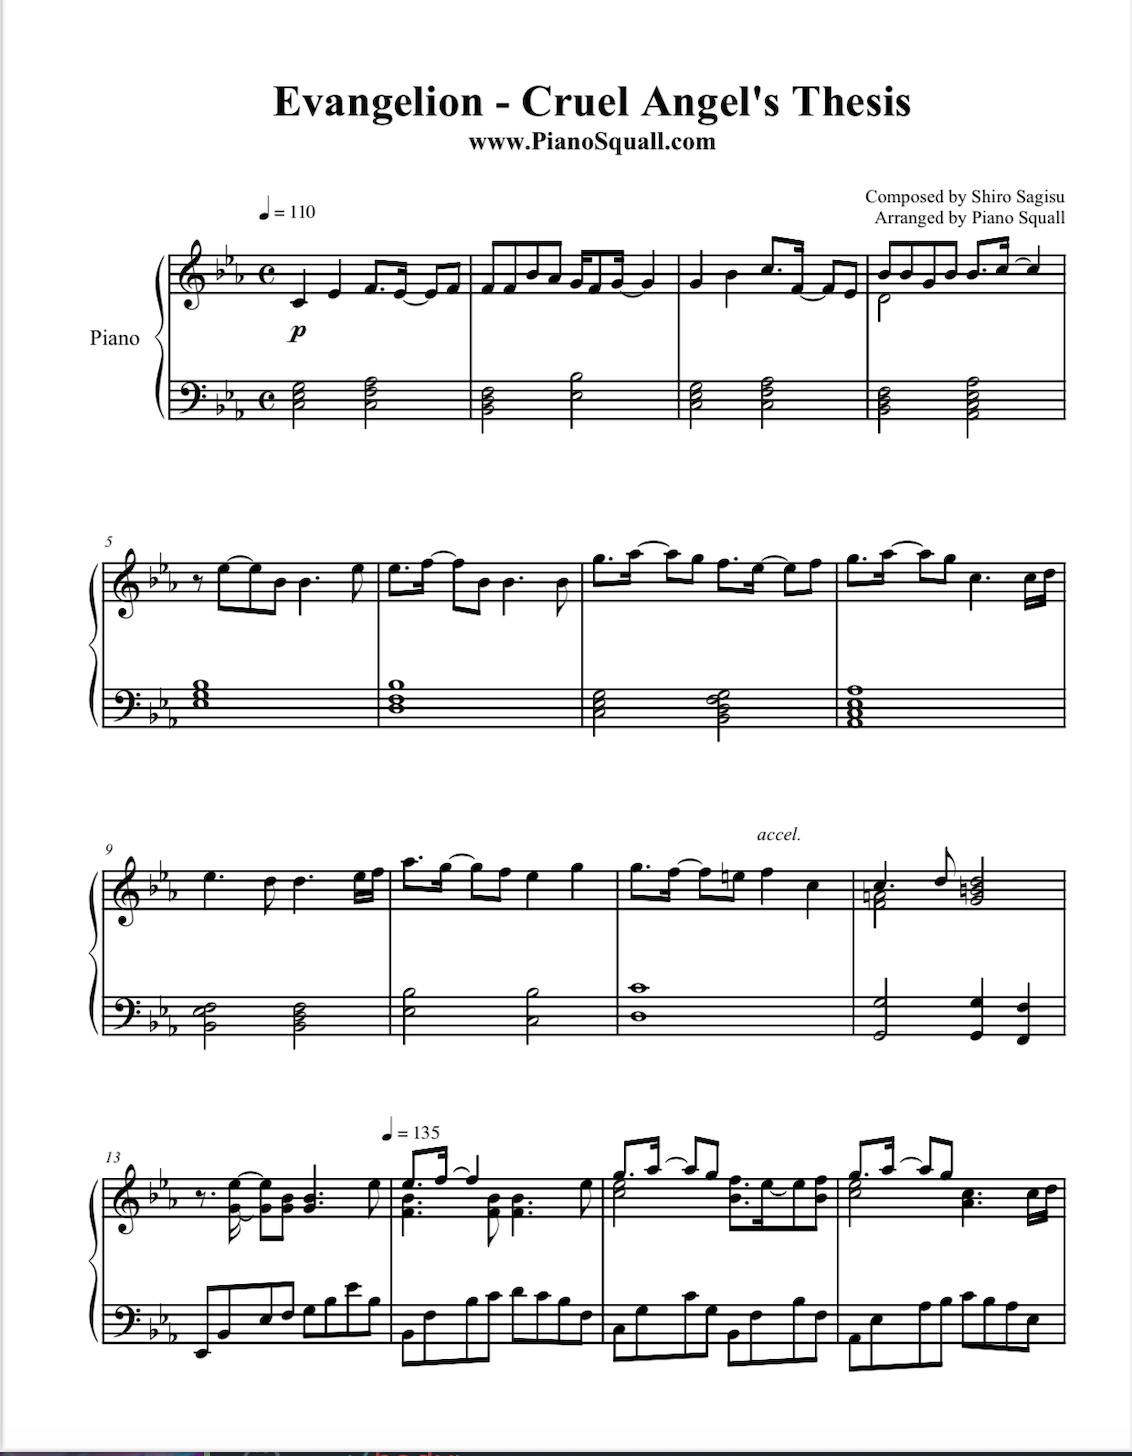 Evangelion - Cruel Angel's Thesis
www.PianoSquall.com
Composed by Shiro Sagisu
Arranged by Piano Squall
= 110
Piano
p
5
9
accel.
13
= 135